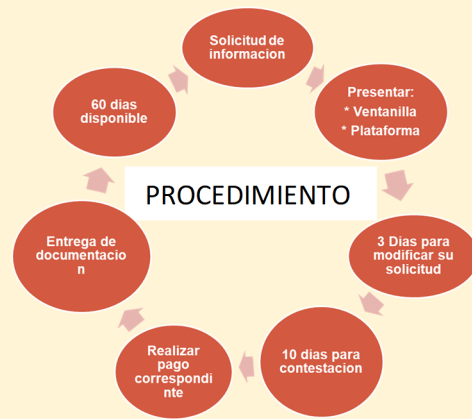 Solicitud de
informacion
Presentar:
* Ventanilla
* Plataforma
3 Dias para
modificar su
solicitud
10 dias para
contestacion
Realizar
pago
correspondi
ente
Entrega de
documentacio
n
60 dias
disponible
PROCEDIMIENTO